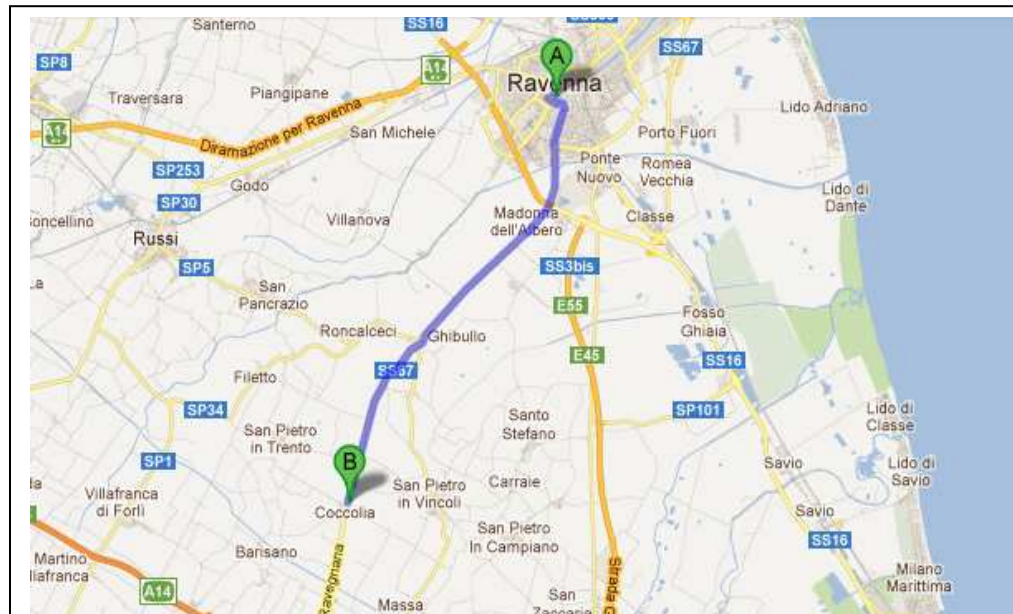 Santerno
SS16
SS67
SP8
A14
A
Ravenna
Traversara
Piangipane
Lido Adriano
A14
Diramazione per Ravenna
San Michele
Porto Fuori
SP253
Godo
Ponte
Nuovo
Romea
Vecchia
SP30
Lido di
Dante
Villanova
Madonna
dell'Albero
Classe
Russi
SP5
SS3bis
San
Pancrazio
E55
Fosso
Ghiaia
Roncalceci
Ghibullo
E45
SS16
SS67
Filetto
SP34
SP101
Lido di
Classe
Santo
Stefano
San Pietro
in Trento
B
SP1
Savio
Lido di
Savio
San Pietro
in Vincoli
Carraie
Villafranca
di Forlì
Coccolia
Savio
San Pietro
In Campiano
SS16
Barisano
Martino
Ravegnana
A14
Milano
Marittima
San
Massa